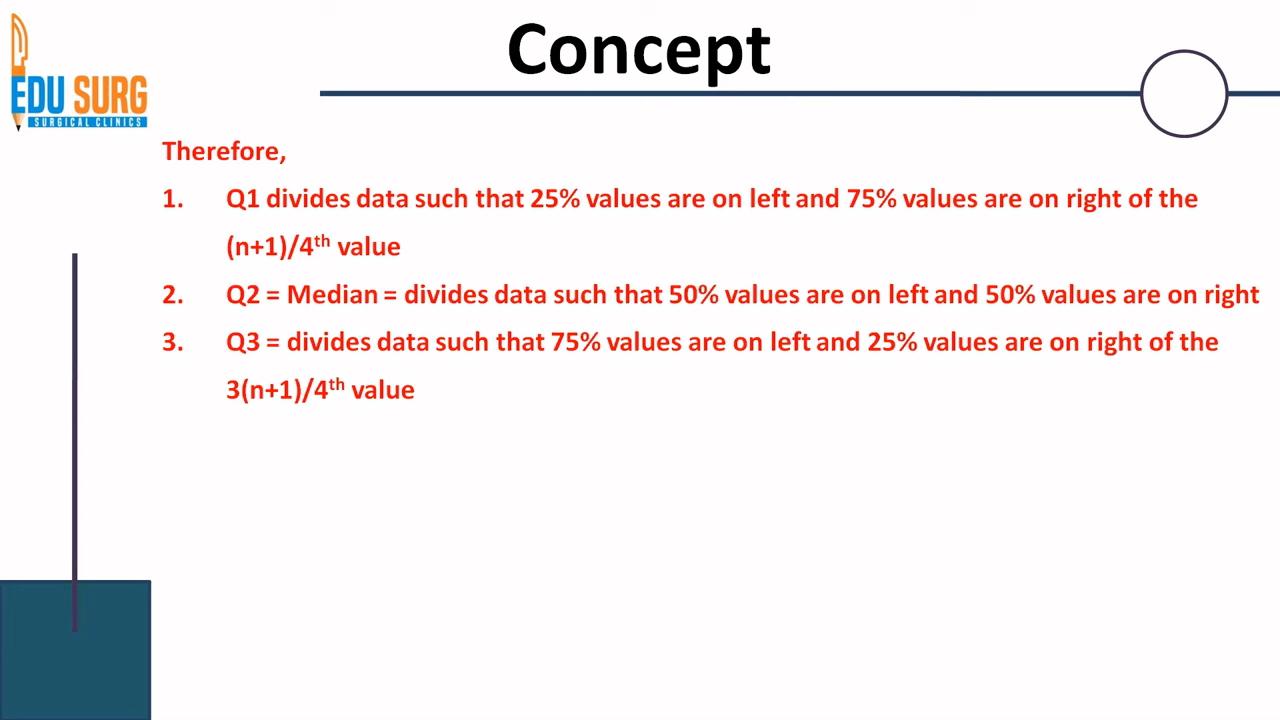 Concept
EDU SURG
SURGICAL CLINICS
Therefore,
1. Q1 divides data such that 25% values are on left and 75% values are on right of the
(n+1)/4th value
2. Q2 = Median = divides data such that 50% values are on left and 50% values are on right
3. Q3 = divides data such that 75% values are on left and 25% values are on right of the
3(n+1)/4th value